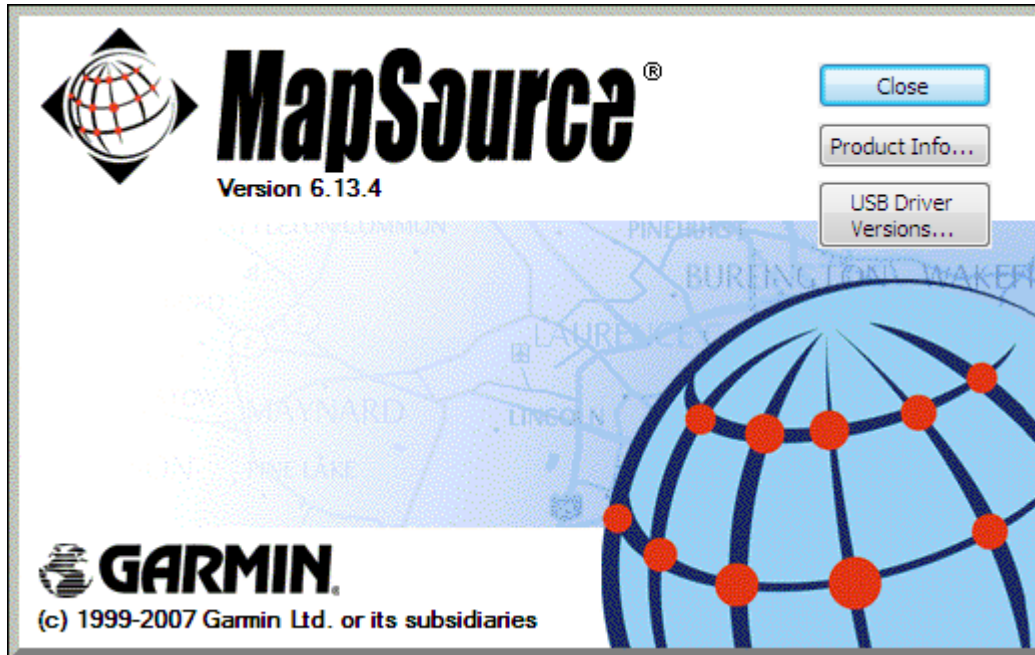 MapSource®
Version 6.13.4
Close
Product Info...
USB Driver
Versions...
COMMON
PINEHURST
BURLINGTON
LAURENCE
MAYNARD
LINCOLN
PINE LAKE
GARMIN.
(c) 1999-2007 Garmin Ltd. or its subsidiaries